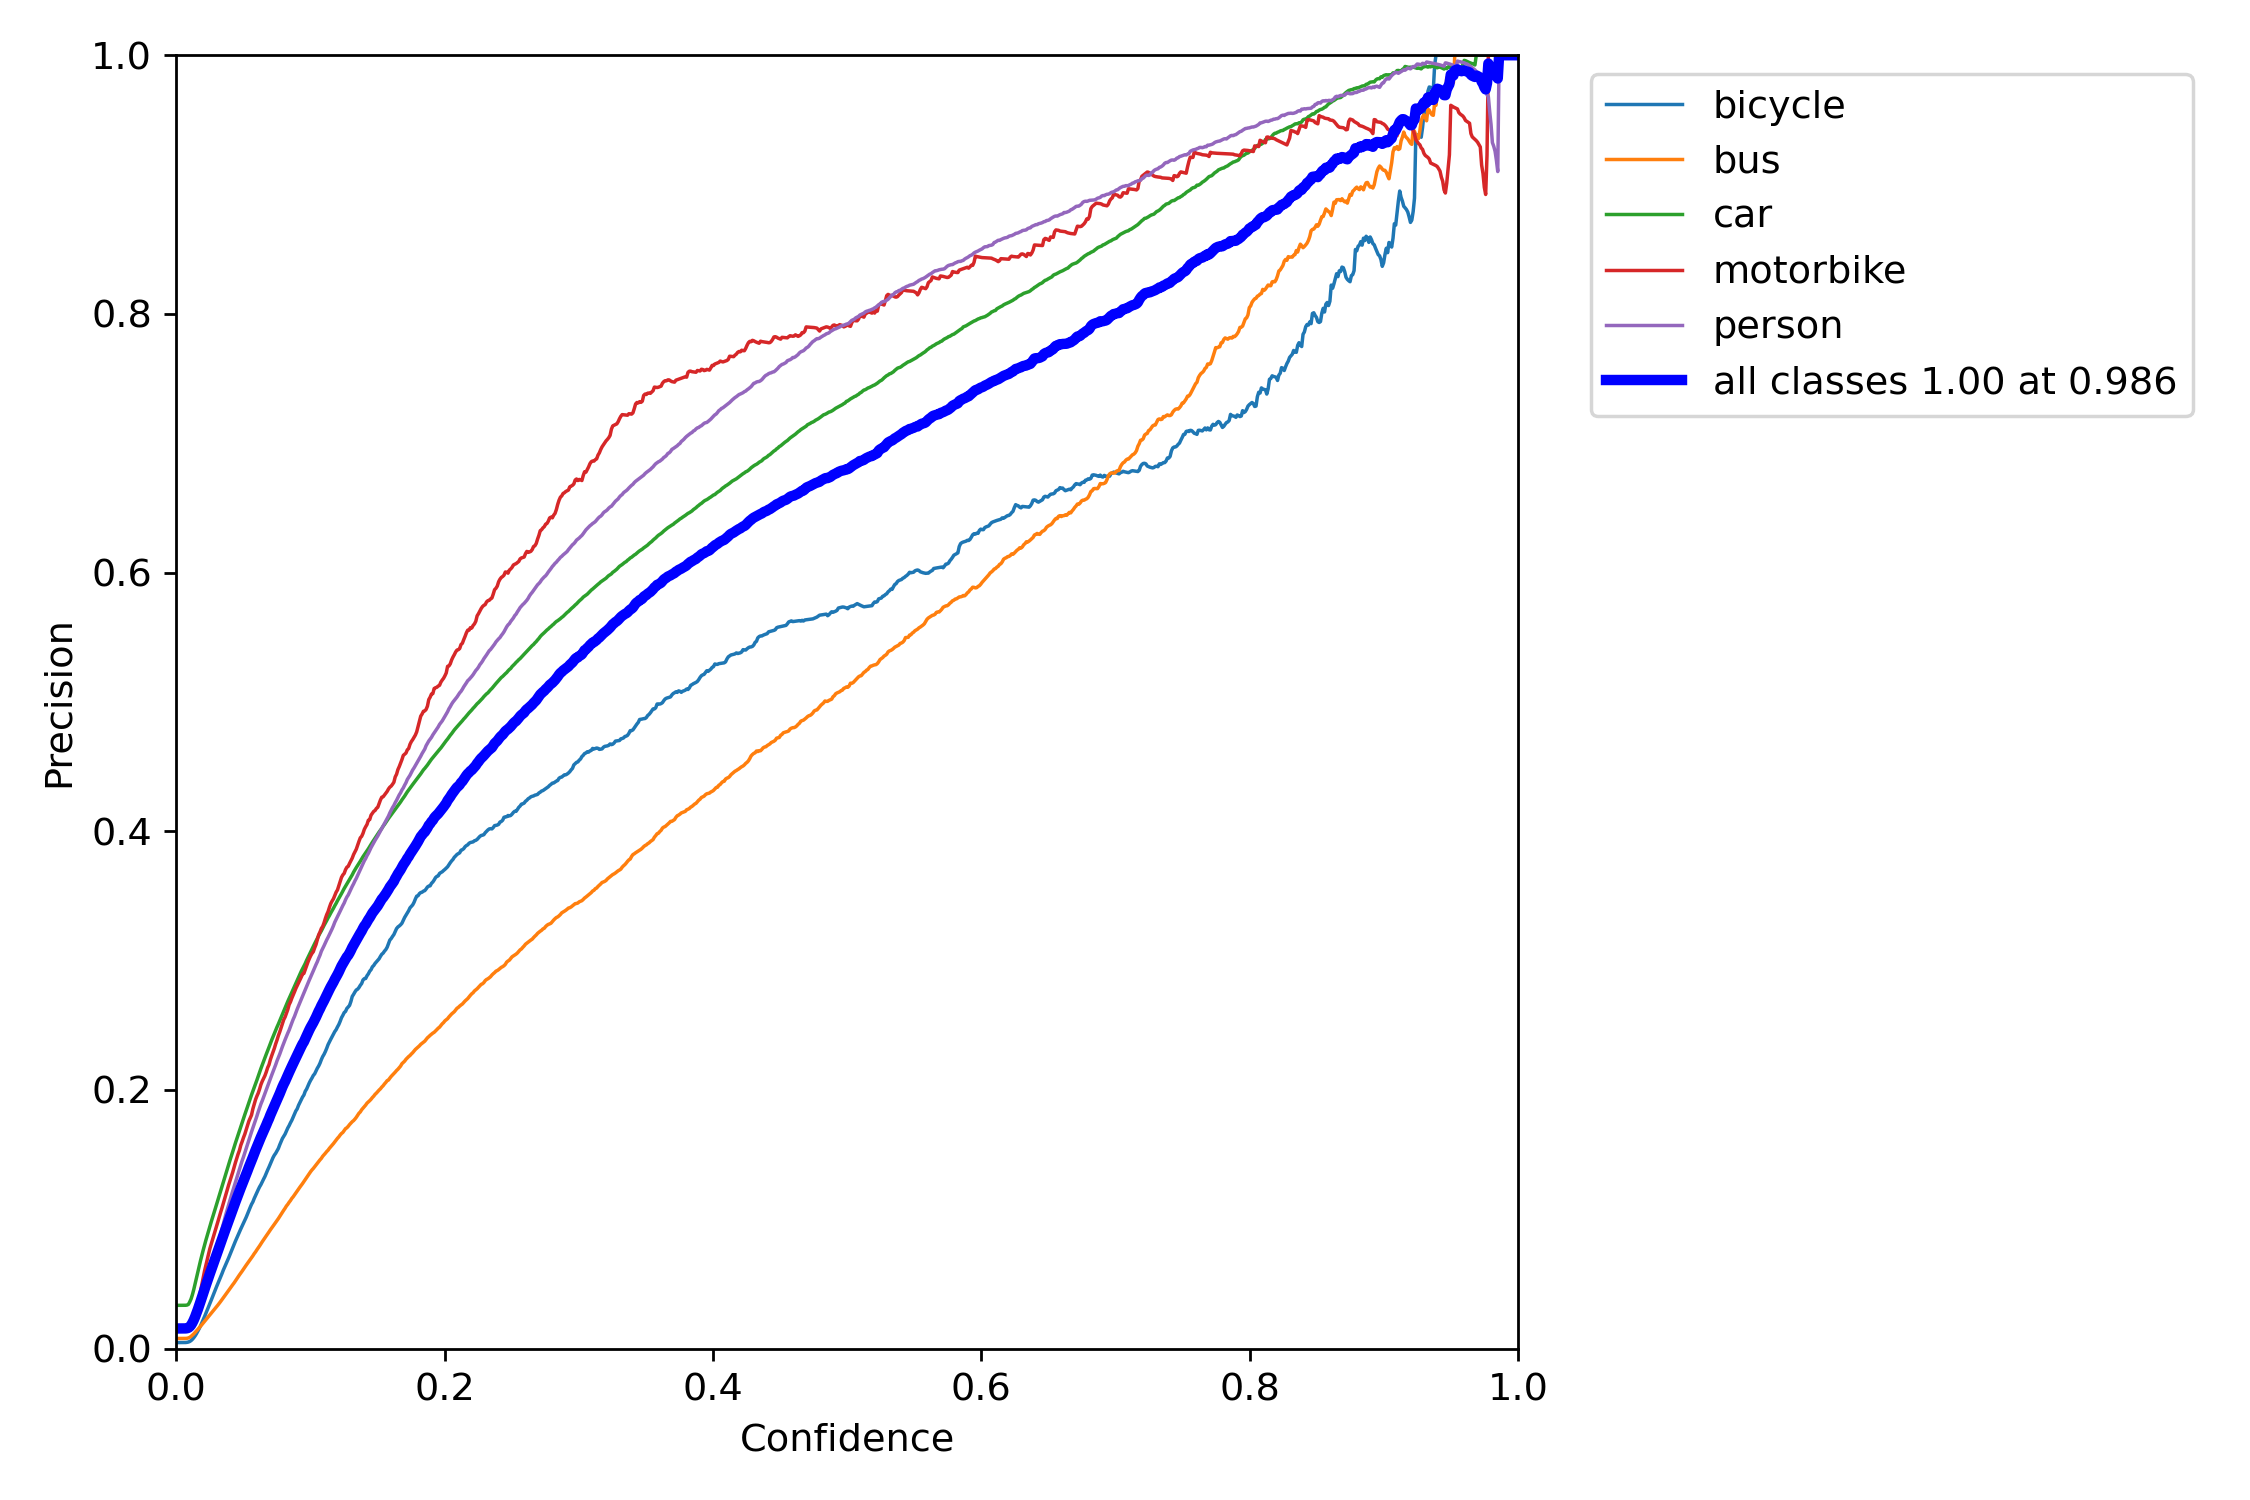 1.0
0.8
0.6
0.4
0.2
0.0
Precision
0.0 0.2 0.4 0.6 0.8 1.0
Confidence
bicycle
bus
car
motorbike
person
all classes 1.00 at 0.986